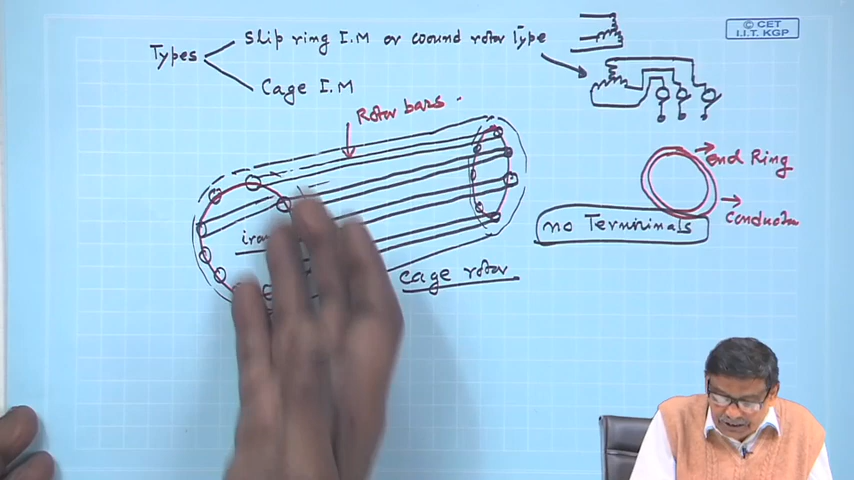 © CET
I.I.T. KGP
Types
Slip ring I.M or wound rotor Type
Cage I.M
Rotor bars
end Ring
conductor
no Terminals
iron
cage rotor